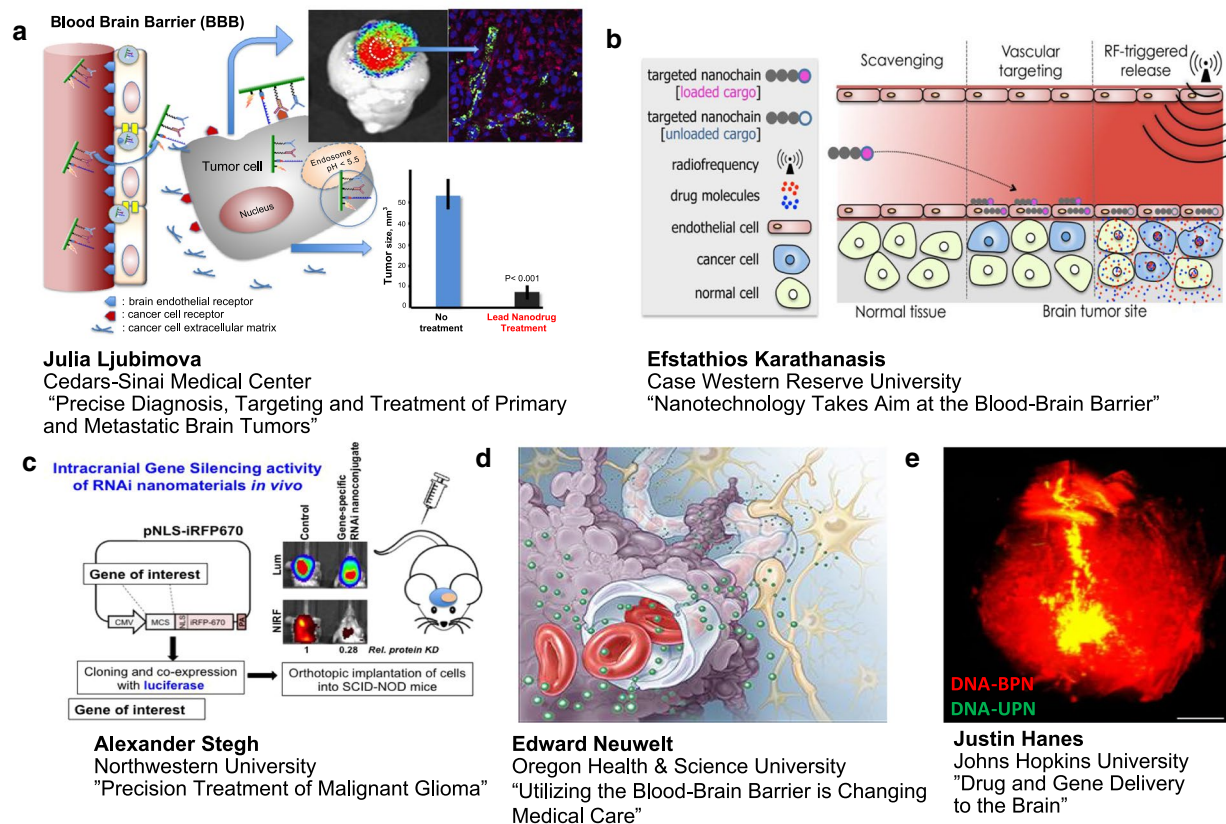 a
Blood Brain Barrier (BBB)
Tumor cell
Endosome
pH < 5.5
Nucleus
Tumor size, mm³
50
40
30
20
10
0
P< 0.001
No
treatment
Lead Nanodrug
Treatment
: brain endothelial receptor
: cancer cell receptor
: cancer cell extracellular matrix
Julia Ljubimova
Cedars-Sinai Medical Center
“Precise Diagnosis, Targeting and Treatment of Primary
and Metastatic Brain Tumors”
b
targeted nanochain
[loaded cargo]
targeted nanochain
[unloaded cargo]
radiofrequency
drug molecules
endothelial cell
cancer cell
normal cell
Scavenging
Vascular
targeting
RF-triggered
release
Normal tissue
Brain tumor site
Efstathios Karathanasis
Case Western Reserve University
“Nanotechnology Takes Aim at the Blood-Brain Barrier”
c
Intracranial Gene Silencing activity
of RNAi nanomaterials in vivo
pNLS-iRFP670
Gene of interest
CMV
MCS
NLS
iRFP-670
PA
Control
Gene-specific
RNAi nanoconjugate
Lum
NIRF
1
0.28
Rel. protein KD
Cloning and co-expression
with luciferase
Gene of interest
Orthotopic implantation of cells
into SCID-NOD mice
Alexander Stegh
Northwestern University
”Precision Treatment of Malignant Glioma”
d
Edward Neuwelt
Oregon Health & Science University
“Utilizing the Blood-Brain Barrier is Changing
Medical Care”
e
DNA-BPN
DNA-UPN
Justin Hanes
Johns Hopkins University
”Drug and Gene Delivery
to the Brain”